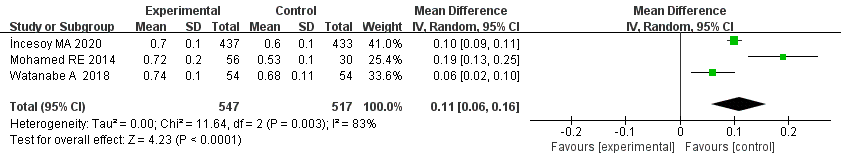 Experimental Control Mean Difference Mean Difference
Study or Subgroup Mean SD Total Mean SD Total Weight IV, Random, 95% CI IV, Random, 95% CI
İncesoy MA 2020 0.7 0.1 437 0.6 0.1 433 41.0% 0.10 [0.09, 0.11]
Mohamed RE 2014 0.72 0.2 56 0.53 0.1 30 25.4% 0.19 [0.13, 0.25]
Watanabe A 2018 0.74 0.1 54 0.68 0.11 54 33.6% 0.06 [0.02, 0.10]
Total (95% CI) 547 517 100.0% 0.11 [0.06, 0.16]
Heterogeneity: Tau² = 0.00; Chi² = 11.64, df = 2 (P = 0.003); I² = 83%
Test for overall effect: Z = 4.23 (P < 0.0001)
-0.2 -0.1 0 0.1 0.2
Favours [experimental] Favours [control]